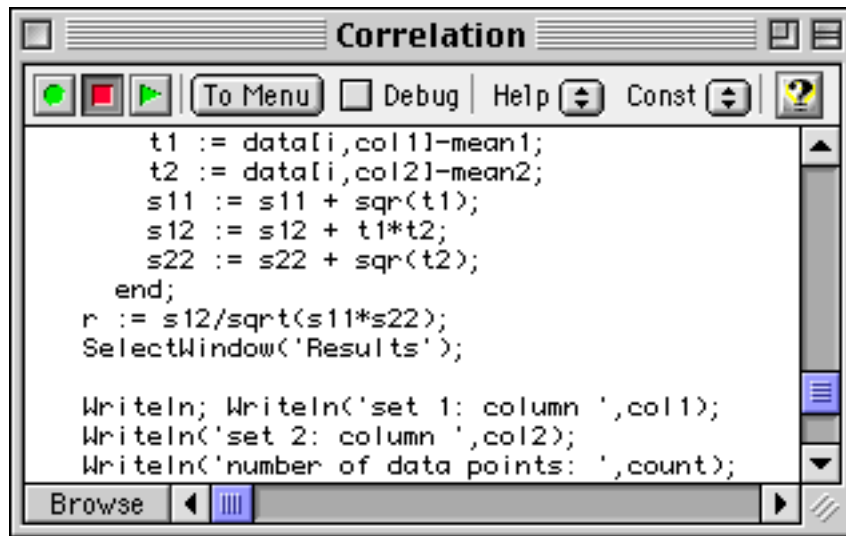 Correlation
To Menu Debug Help Const
t1 := data[i,col1]-mean1;
t2 := data[i,col2]-mean2;
s11 := s11 + sqr(t1);
s12 := s12 + t1*t2;
s22 := s22 + sqr(t2);
end;
r := s12/sqrt(s11*s22);
SelectWindow('Results');
Writeln; Writeln('set 1: column ',col1);
Writeln('set 2: column ',col2);
Writeln('number of data points: ',count);
Browse